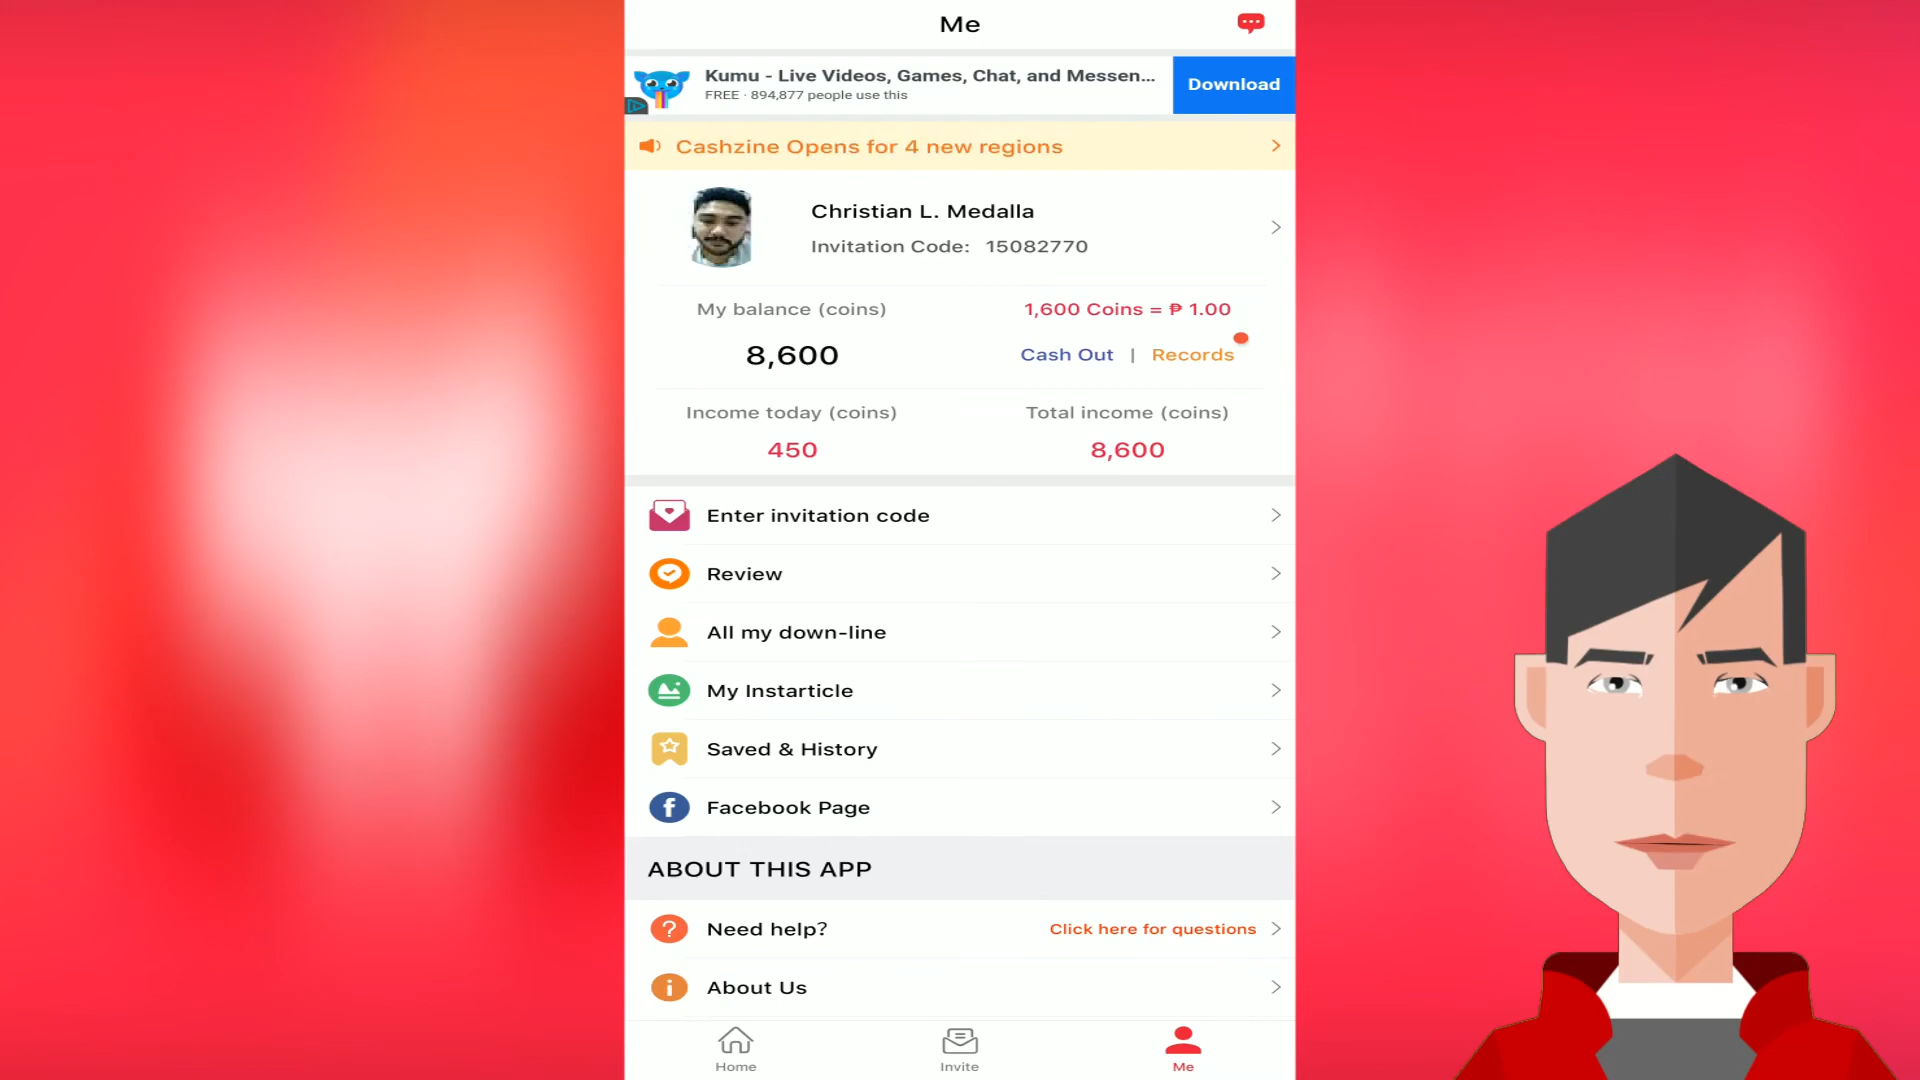 Me
Kumu - Live Videos, Games, Chat, and Messen...
FREE · 894,877 people use this
Download
Cashzine Opens for 4 new regions
Christian L. Medalla
Invitation Code: 15082770
My balance (coins)
1,600 Coins = ₱ 1.00
8,600
Cash Out | Records
Income today (coins)
Total income (coins)
450
8,600
Enter invitation code
Review
All my down-line
My Instarticle
Saved & History
Facebook Page
ABOUT THIS APP
Need help?
Click here for questions
About Us
Home
Invite
Me